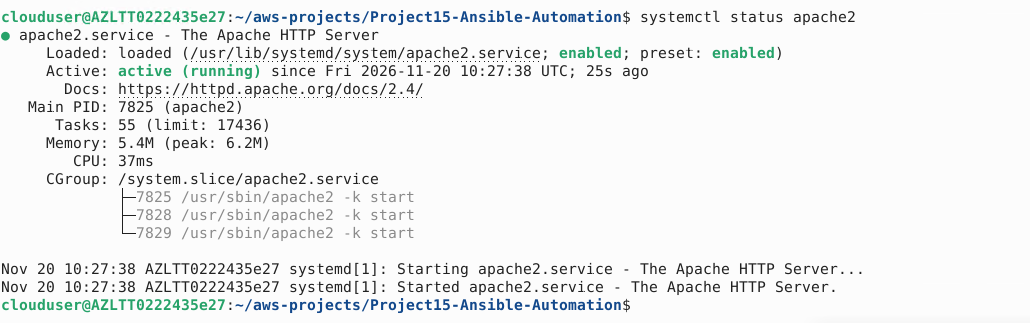 clouduser@AZLTT0222435e27:~/aws-projects/Project15-Ansible-Automation$ systemctl status apache2
● apache2.service - The Apache HTTP Server
     Loaded: loaded (/usr/lib/systemd/system/apache2.service; enabled; preset: enabled)
     Active: active (running) since Fri 2026-11-20 10:27:38 UTC; 25s ago
       Docs: https://httpd.apache.org/docs/2.4/
   Main PID: 7825 (apache2)
      Tasks: 55 (limit: 17436)
     Memory: 5.4M (peak: 6.2M)
        CPU: 37ms
     CGroup: /system.slice/apache2.service
             ├─7825 /usr/sbin/apache2 -k start
             ├─7828 /usr/sbin/apache2 -k start
             └─7829 /usr/sbin/apache2 -k start

Nov 20 10:27:38 AZLTT0222435e27 systemd[1]: Starting apache2.service - The Apache HTTP Server...
Nov 20 10:27:38 AZLTT0222435e27 systemd[1]: Started apache2.service - The Apache HTTP Server.
clouduser@AZLTT0222435e27:~/aws-projects/Project15-Ansible-Automation$